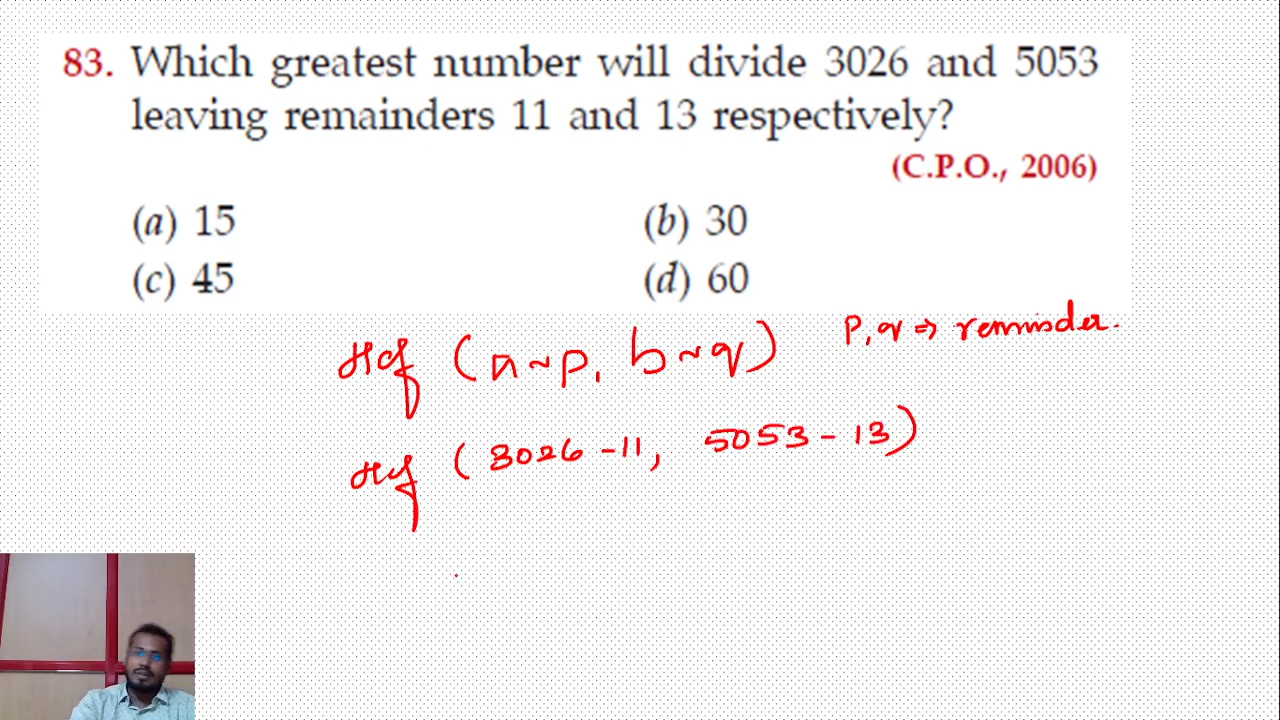 83. Which greatest number will divide 3026 and 5053
leaving remainders 11 and 13 respectively?
(C.P.O., 2006)
(a) 15 (b) 30
(c) 45 (d) 60
P, q ⇒ reminder.
Hcf (a ~ p, b ~ q)
Hcf (3026 - 11, 5053 - 13)